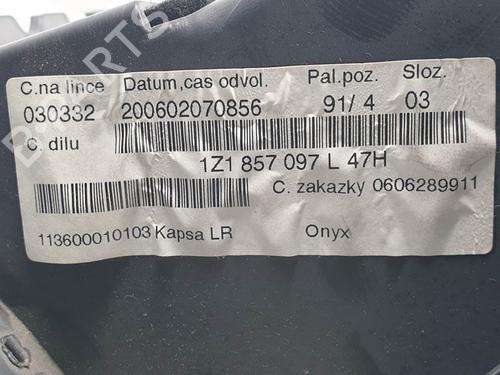 C.na lince Datum,cas odvol. Pal.poz. Sloz.
030332 200602070856 91/ 4 03
C. dilu
1Z1 857 097 L 47H
C. zakazky 0606289911
113600010103 Kapsa LR Onyx